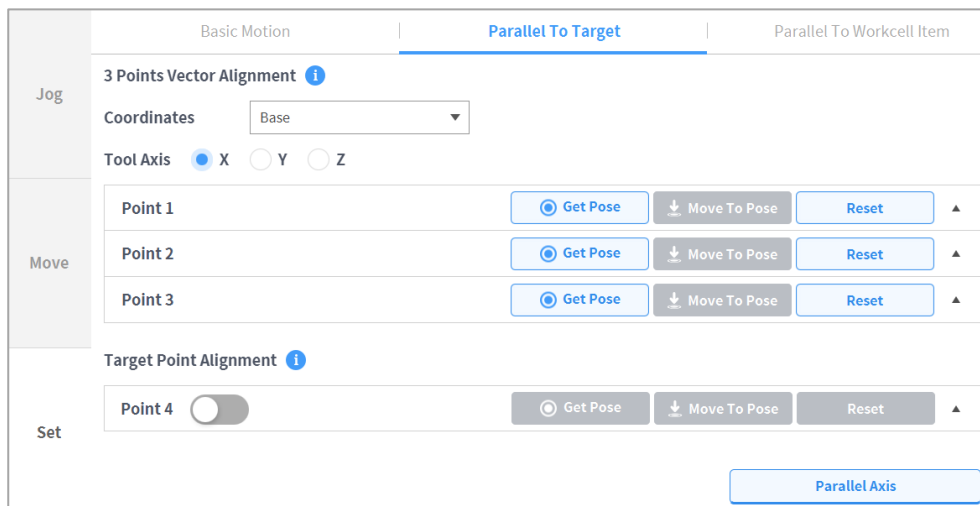 Jog
Move
Set
Basic Motion Parallel To Target Parallel To Workcell Item
3 Points Vector Alignment i
Coordinates Base
Tool Axis X Y Z
Point 1 Get Pose Move To Pose Reset
Point 2 Get Pose Move To Pose Reset
Point 3 Get Pose Move To Pose Reset
Target Point Alignment i
Point 4 Get Pose Move To Pose Reset
Parallel Axis